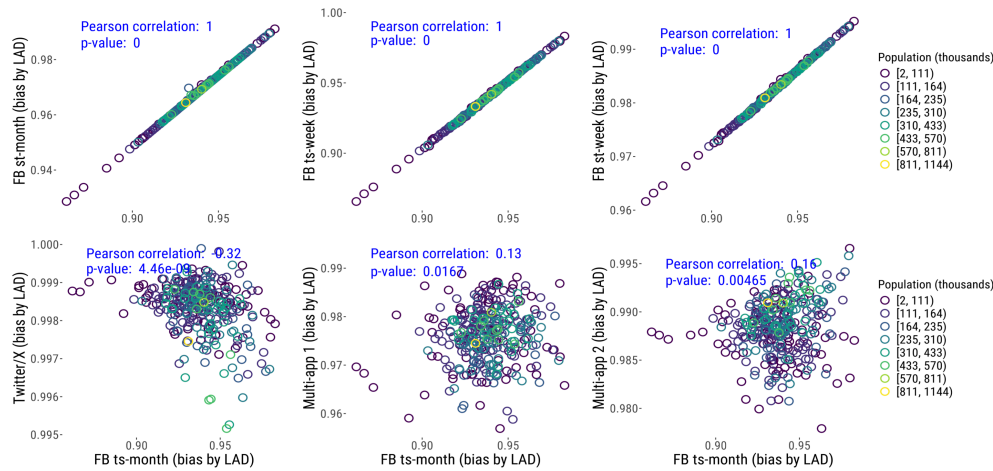 Pearson correlation: 1
p-value: 0
FB st-month (bias by LAD)
0.98
0.96
0.94
0.90
0.95
Pearson correlation: 1
p-value: 0
FB ts-week (bias by LAD)
1.00
0.95
0.90
0.90
0.95
Pearson correlation: 1
p-value: 0
FB st-week (bias by LAD)
0.99
0.98
0.97
0.96
0.90
0.95
Population (thousands)
[2, 111)
[111, 164)
[164, 235)
[235, 310)
[310, 433)
[433, 570)
[570, 811)
[811, 1144)
Pearson correlation: -0.32
p-value: 4.46e-09
Twitter/X (bias by LAD)
1.000
0.999
0.998
0.997
0.996
0.995
0.90
0.95
FB ts-month (bias by LAD)
Pearson correlation: 0.13
p-value: 0.0167
Multi-app 1 (bias by LAD)
0.99
0.98
0.97
0.96
0.90
0.95
FB ts-month (bias by LAD)
Pearson correlation: 0.16
p-value: 0.00465
Multi-app 2 (bias by LAD)
0.995
0.990
0.985
0.980
0.90
0.95
FB ts-month (bias by LAD)
Population (thousands)
[2, 111)
[111, 164)
[164, 235)
[235, 310)
[310, 433)
[433, 570)
[570, 811)
[811, 1144)